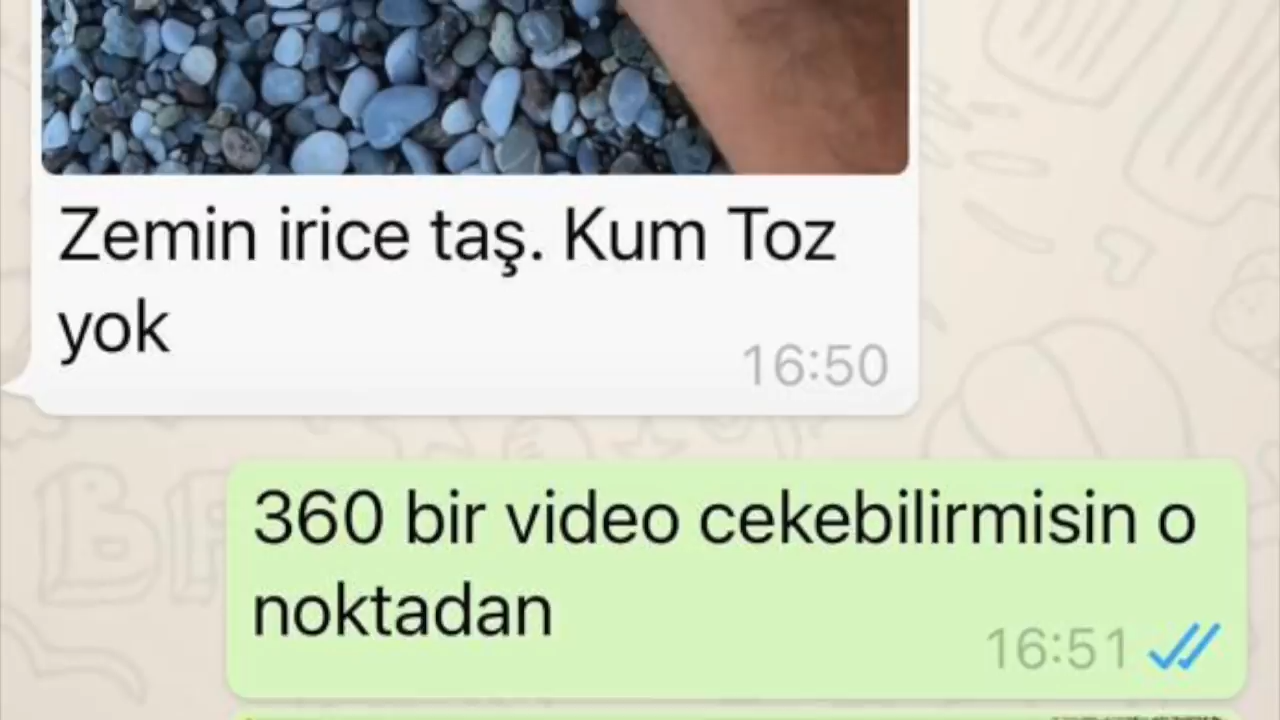 Zemin irice taş. Kum Toz
yok
16:50
360 bir video cekebilirmisin o
noktadan
16:51